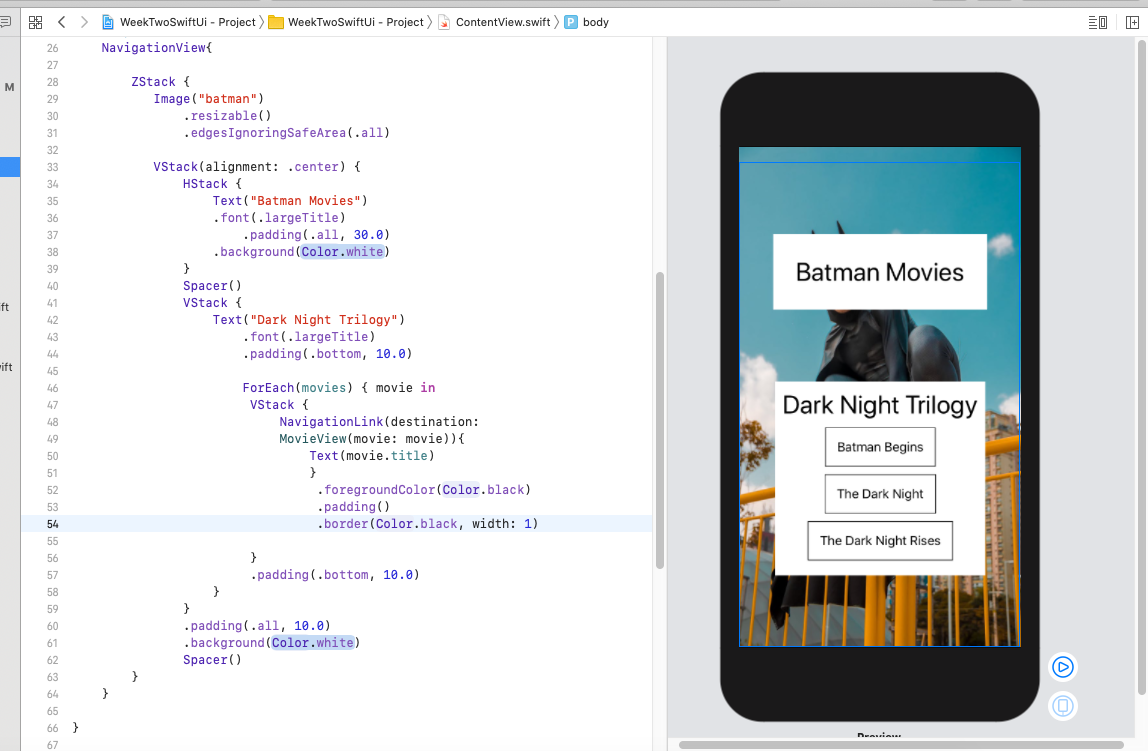 WeekTwoSwiftUi - Project WeekTwoSwiftUi - Project ContentView.swift P body
M
ft
ift
26 NavigationView{
27
28 ZStack {
29 Image("batman")
30 .resizable()
31 .edgesIgnoringSafeArea(.all)
32
33 VStack(alignment: .center) {
34 HStack {
35 Text("Batman Movies")
36 .font(.largeTitle)
37 .padding(.all, 30.0)
38 .background(Color.white)
39 }
40 Spacer()
41 VStack {
42 Text("Dark Night Trilogy")
43 .font(.largeTitle)
44 .padding(.bottom, 10.0)
45
46 ForEach(movies) { movie in
47 VStack {
48 NavigationLink(destination:
49 MovieView(movie: movie)){
50 Text(movie.title)
51 }
52 .foregroundColor(Color.black)
53 .padding()
54 .border(Color.black, width: 1)
55
56 }
57 .padding(.bottom, 10.0)
58 }
59 }
60 .padding(.all, 10.0)
61 .background(Color.white)
62 Spacer()
63 }
64 }
65
66 }
67
Batman Movies
Dark Night Trilogy
Batman Begins
The Dark Night
The Dark Night Rises
Preview